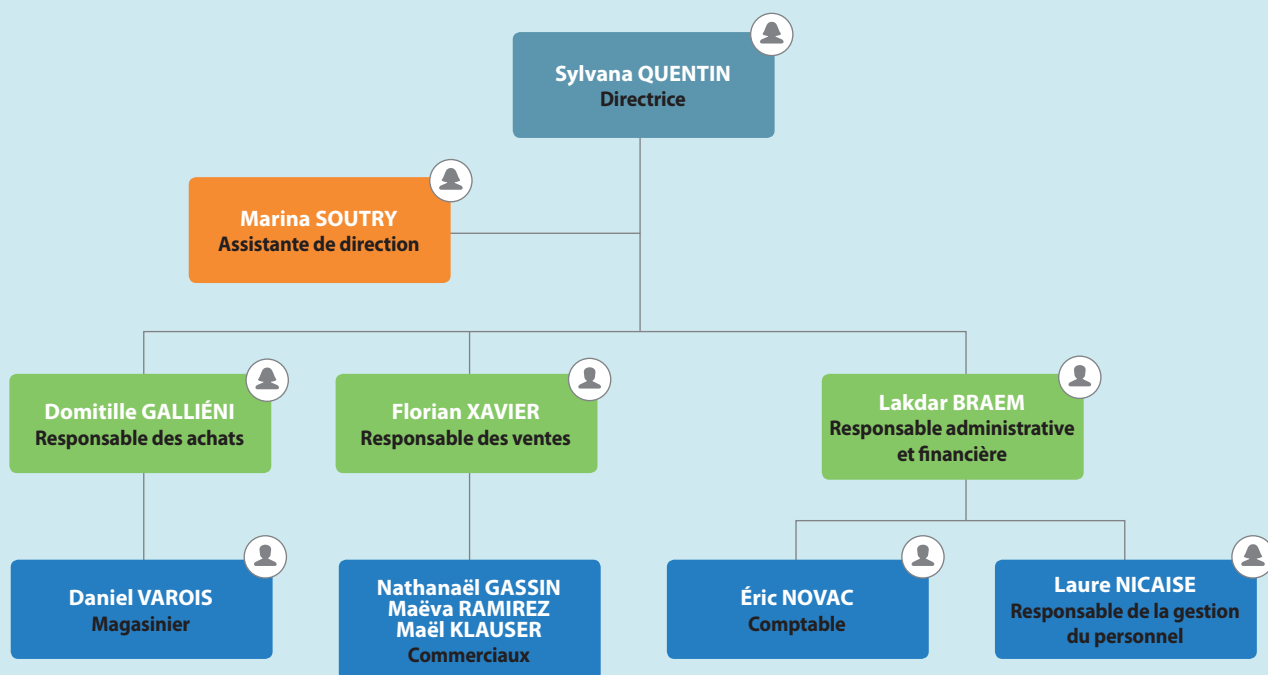 Sylvana QUENTIN
Directrice
Marina SOUTRY
Assistante de direction
Domitille GALLIÉNI
Responsable des achats
Florian XAVIER
Responsable des ventes
Lakdar BRAEM
Responsable administrative
et financière
Daniel VAROIS
Magasinier
Nathanaël GASSIN
Maëva RAMIREZ
Maël KLAUSER
Commerciaux
Éric NOVAC
Comptable
Laure NICAISE
Responsable de la gestion
du personnel